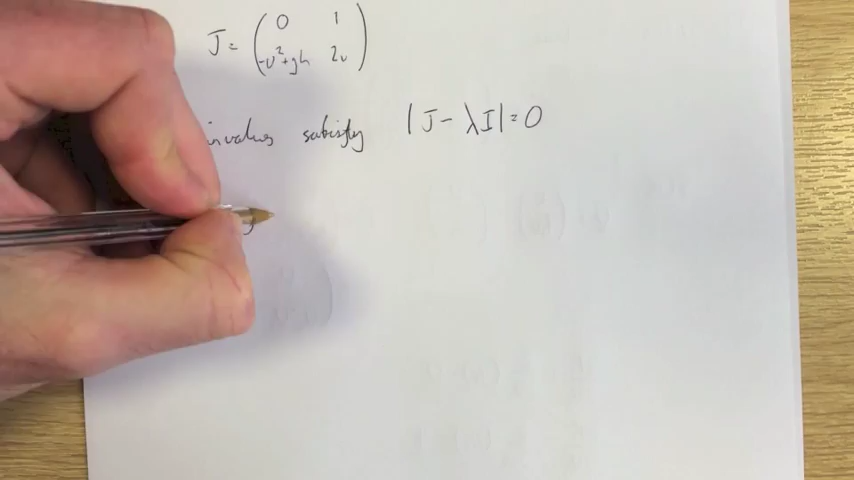 J = ( 0 1
-v²+gh 2v )
satisfy |J - λI| = 0